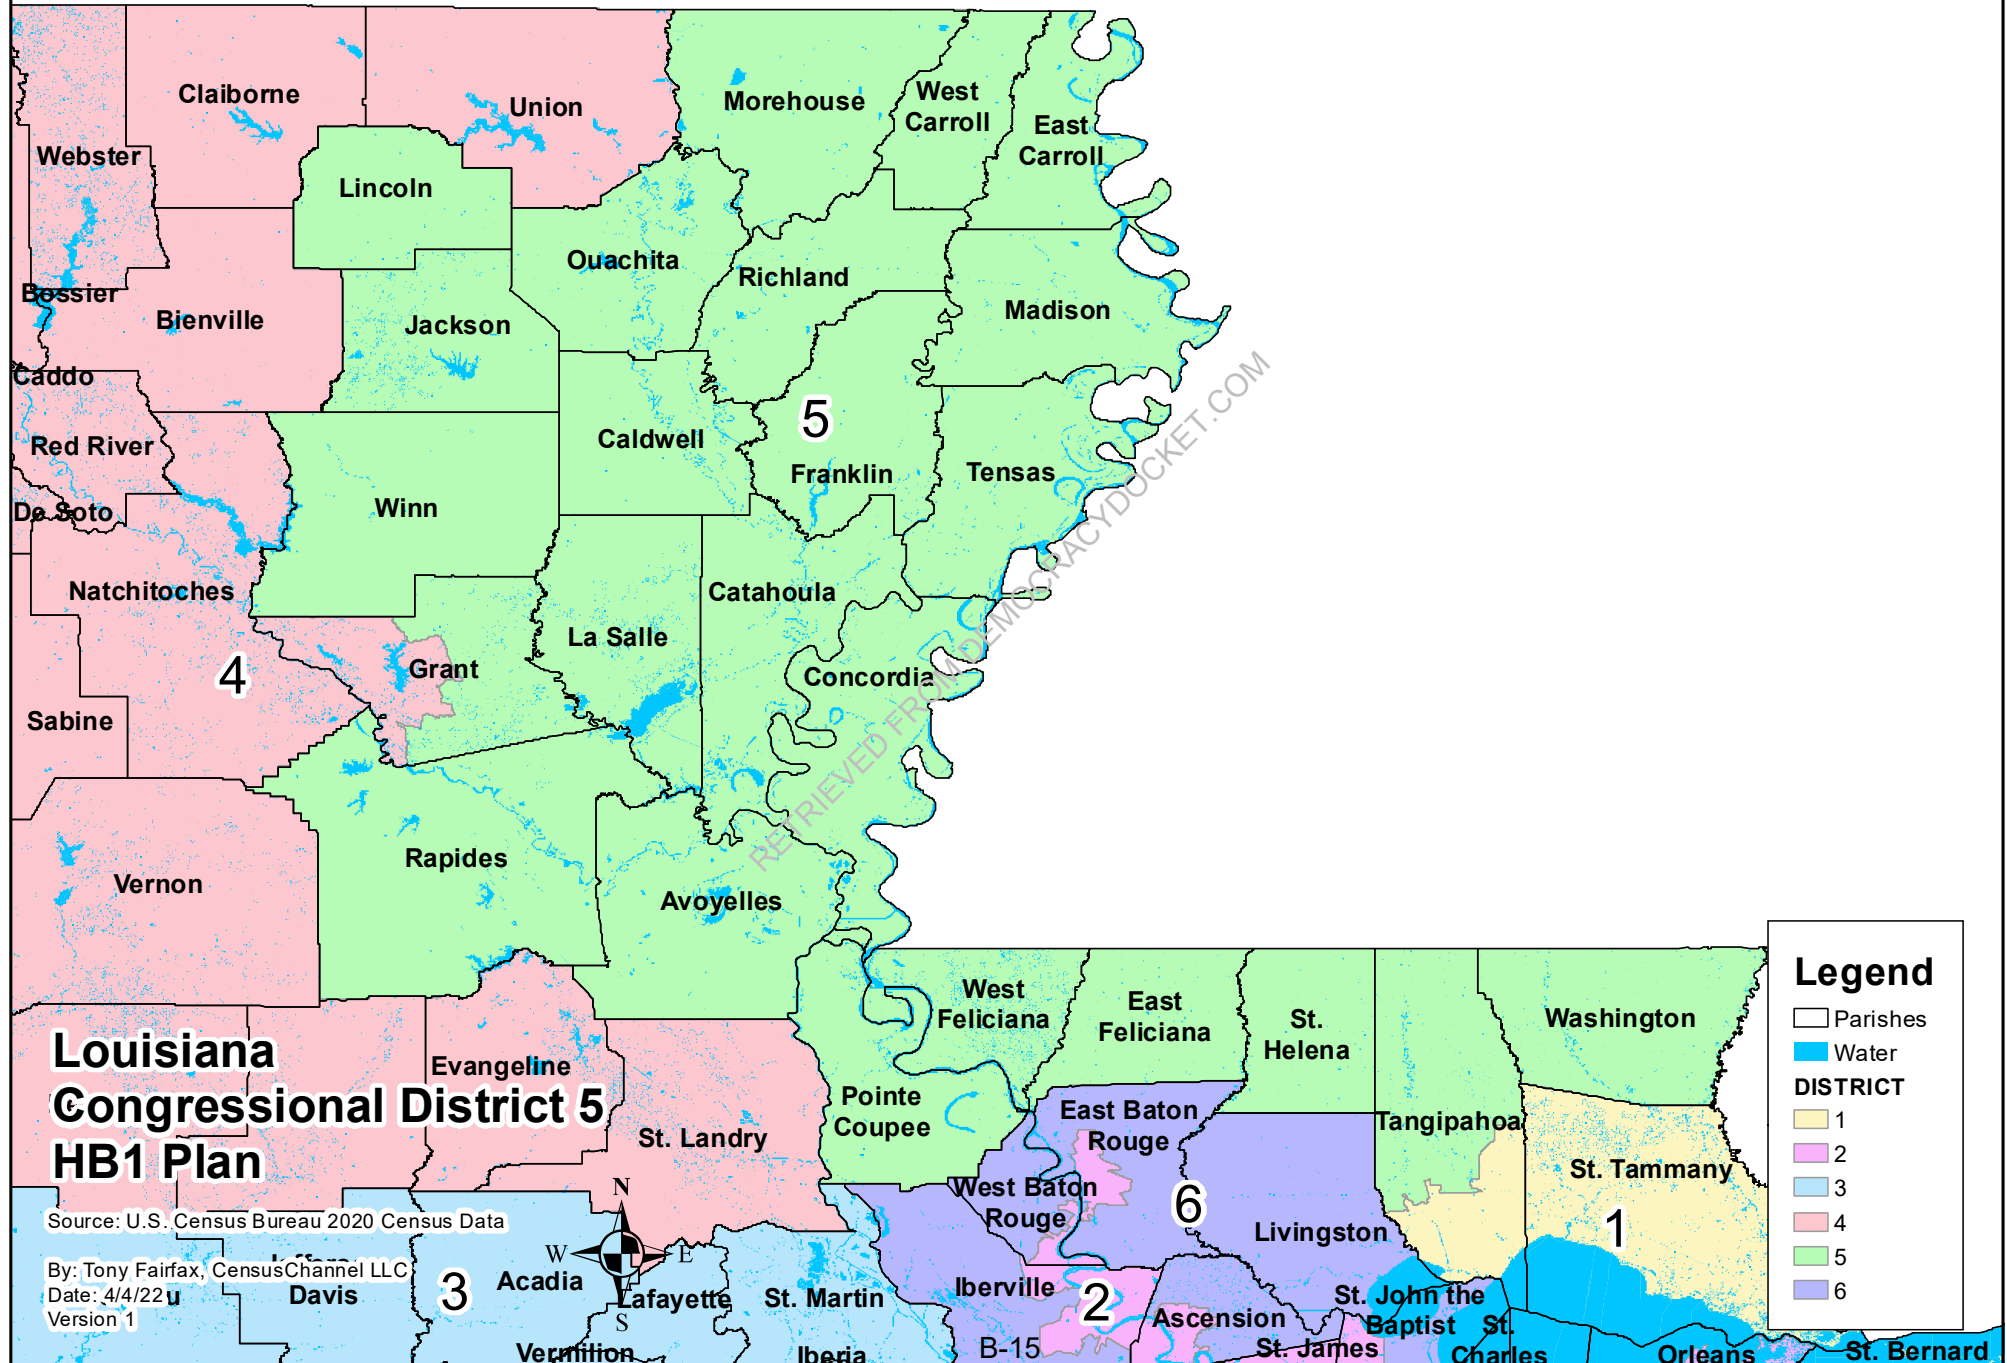 Claiborne
Union
Morehouse
West
Carroll
East
Carroll
Webster
Lincoln
Ouachita
Richland
Madison
Bossier
Bienville
Jackson
Caddo
Red River
Caldwell
5
Franklin
Tensas
De Soto
Winn
Natchitoches
Catahoula
La Salle
Grant
Concordia
4
Sabine
RETRIEVED FROM DEMOCRACYDOCKET.COM
Rapides
Vernon
Avoyelles
West
Feliciana
East
Feliciana
St.
Helena
Washington
Evangeline
Pointe
Coupee
East Baton
Rouge
Tangipahoa
St. Landry
St. Tammany
West Baton
Rouge
6
Livingston
1
Iberville
2
Ascension
St. John the
Baptist
St.
Charles
St. James
Orleans
St. Bernard
B-15
3
Acadia
Lafayette
St. Martin
Davis
Vermilion
Iberia
N
W
E
S
Louisiana
Congressional District 5
HB1 Plan
Source: U.S. Census Bureau 2020 Census Data
By: Tony Fairfax, CensusChannel LLC
Date: 4/4/22
Version 1
Legend
Parishes
Water
DISTRICT
1
2
3
4
5
6